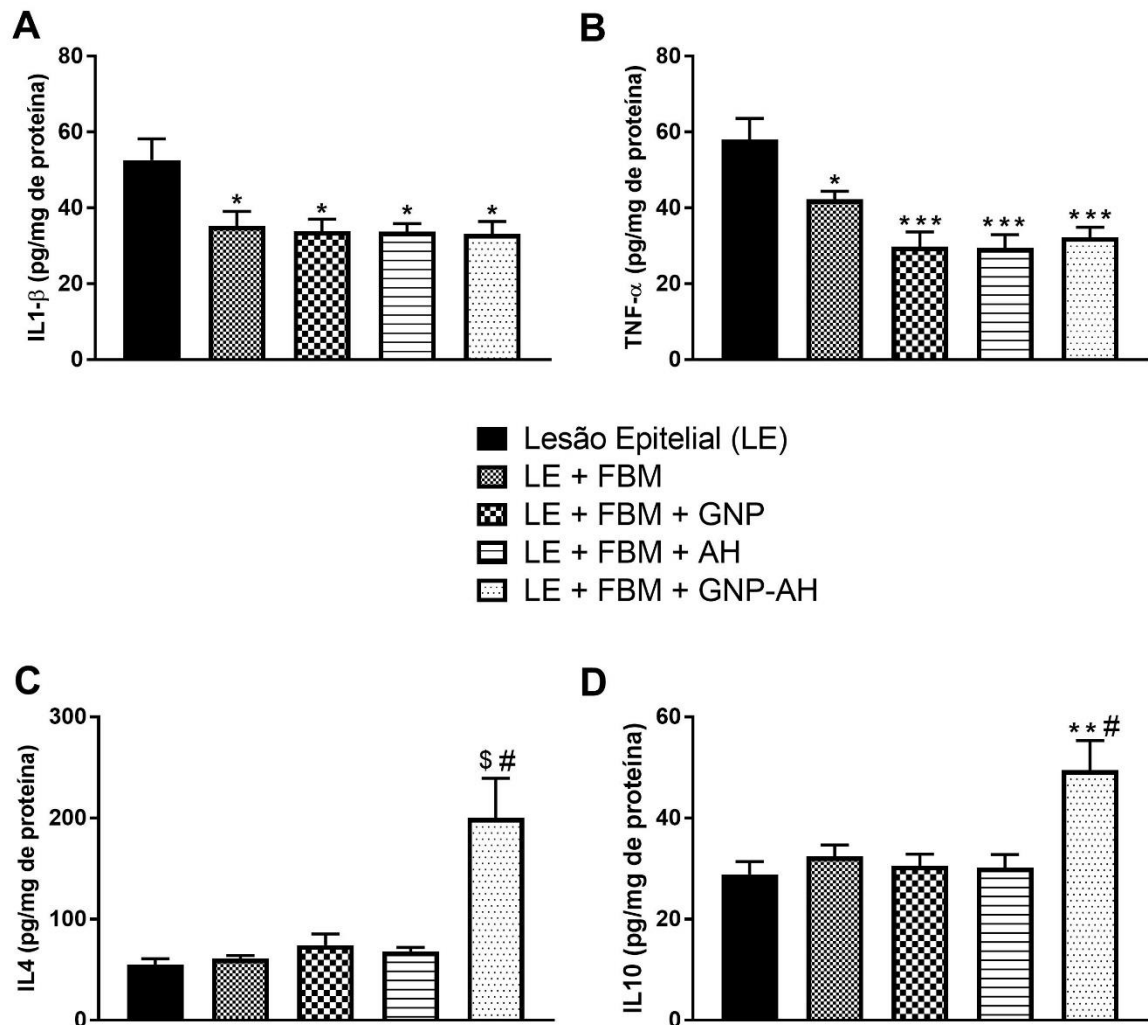 A
IL1-β (pg/mg de proteína)
80
60
40
20
0
*
*
*
*
B
TNF-α (pg/mg de proteína)
80
60
40
20
0
*
***
***
***
Lesão Epitelial (LE)
LE + FBM
LE + FBM + GNP
LE + FBM + AH
LE + FBM + GNP-AH
C
IL4 (pg/mg de proteína)
300
200
100
0
$ #
D
IL10 (pg/mg de proteína)
60
40
20
0
**#